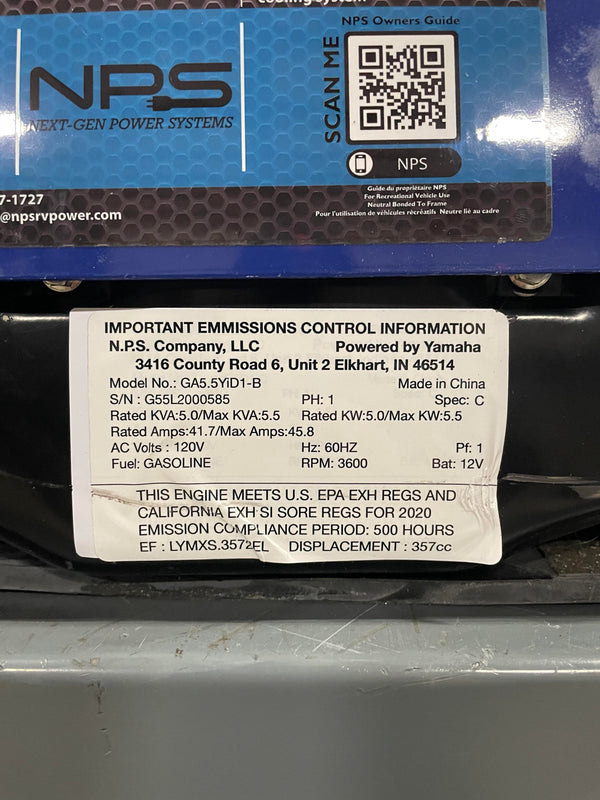 NPS Owners Guide
SCAN ME
NPS
NEXT-GEN POWER SYSTEMS
NPS
7-1727
@npsrvpower.com
Guide du propriétaire NPS
For Recreational Vehicle Use
Neutral Bonded To Frame
Pour l'utilisation de véhicules récréatifs Neutre lié au cadre
IMPORTANT EMMISSIONS CONTROL INFORMATION
N.P.S. Company, LLC Powered by Yamaha
3416 County Road 6, Unit 2 Elkhart, IN 46514
Model No.: GA5.5YiD1-B Made in China
S/N : G55L2000585 PH: 1 Spec: C
Rated KVA:5.0/Max KVA:5.5 Rated KW:5.0/Max KW:5.5
Rated Amps:41.7/Max Amps:45.8
AC Volts : 120V Hz: 60HZ Pf: 1
Fuel: GASOLINE RPM: 3600 Bat: 12V
THIS ENGINE MEETS U.S. EPA EXH REGS AND
CALIFORNIA EXH SI SORE REGS FOR 2020
EMISSION COMPLIANCE PERIOD: 500 HOURS
EF : LYMXS.3572EL DISPLACEMENT : 357cc